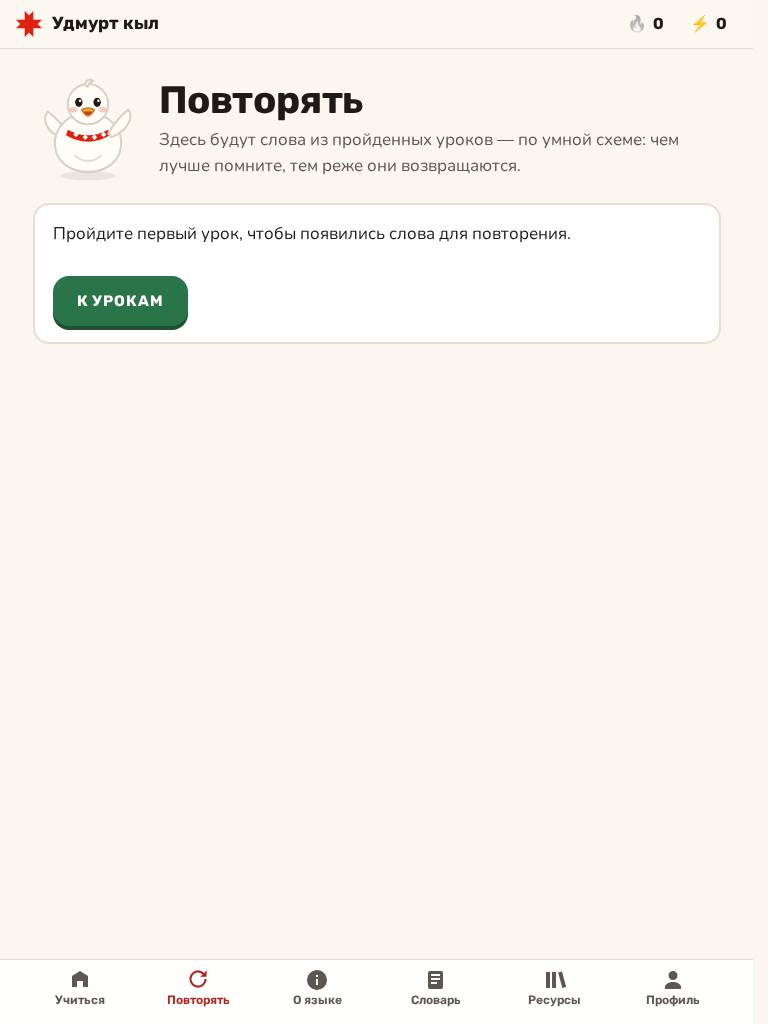 Удмурт кыл
0
0
Повторять
Здесь будут слова из пройденных уроков — по умной схеме: чем
лучше помните, тем реже они возвращаются.
Пройдите первый урок, чтобы появились слова для повторения.
К УРОКАМ
Учиться
Повторять
О языке
Словарь
Ресурсы
Профиль